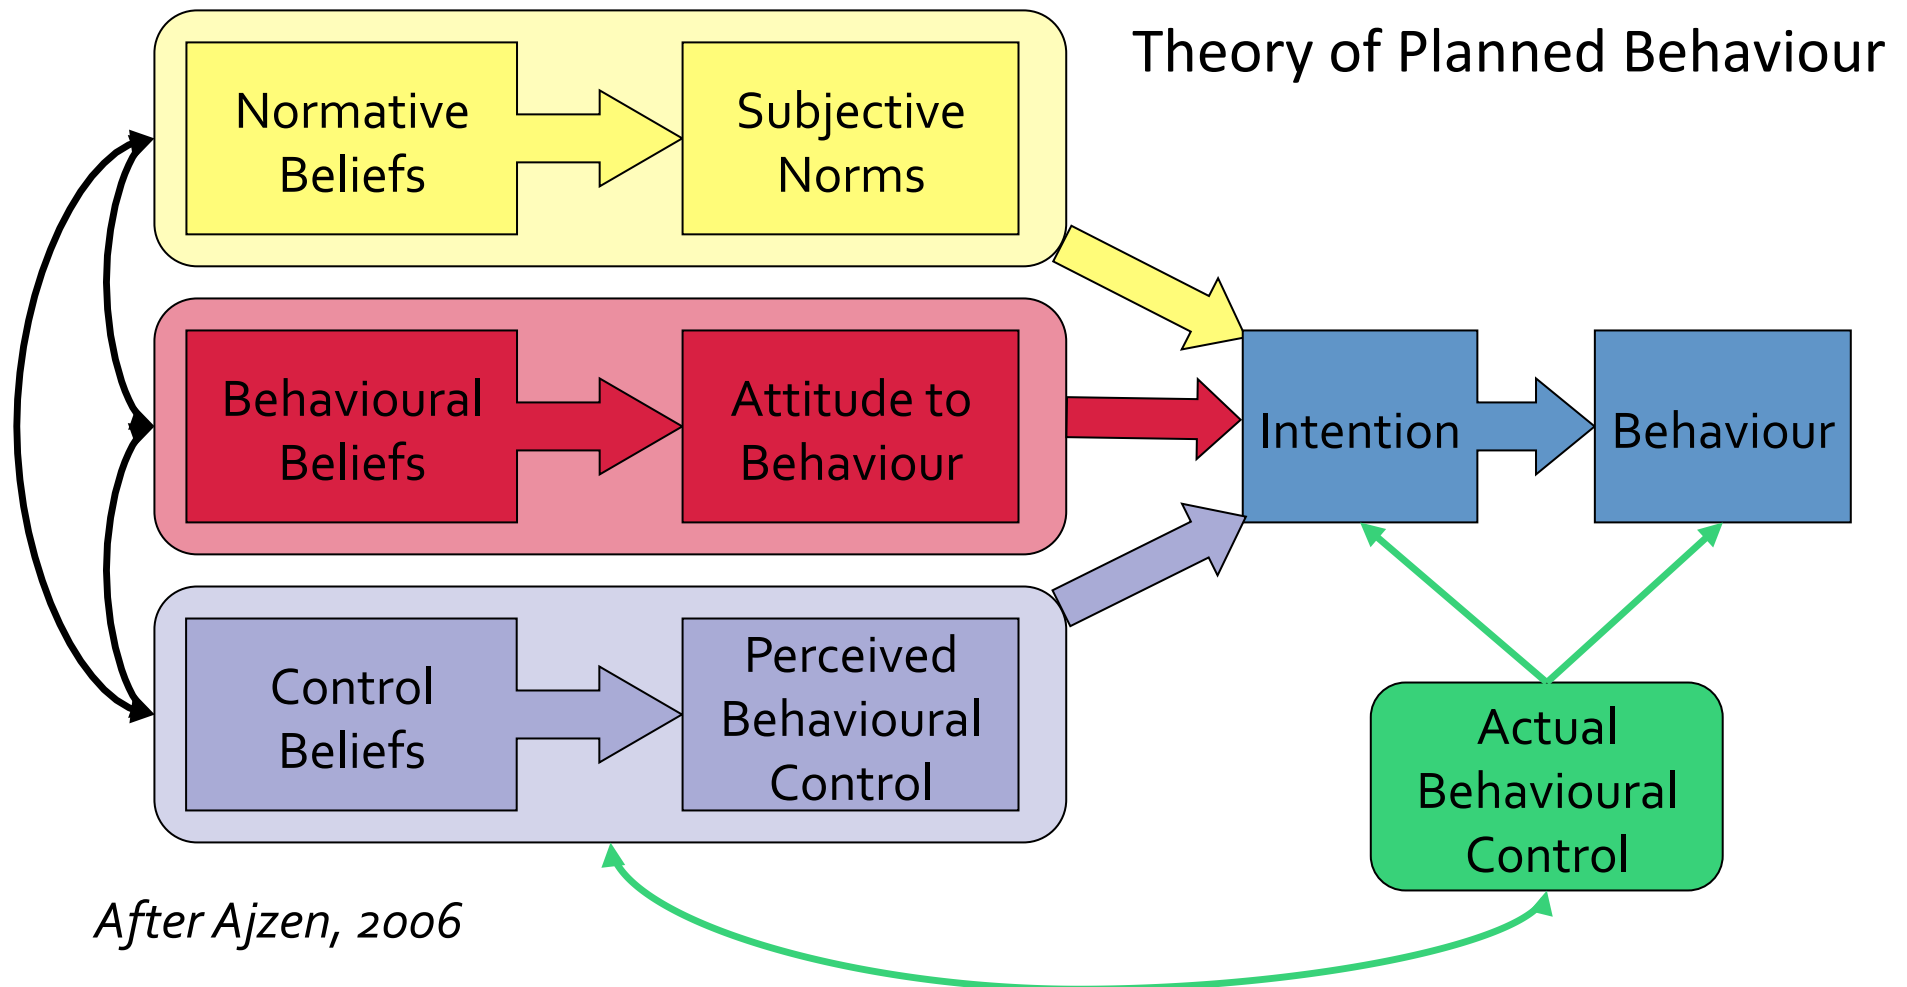 Theory of Planned Behaviour
Normative
Beliefs
Subjective
Norms
Behavioural
Beliefs
Attitude to
Behaviour
Intention
Behaviour
Control
Beliefs
Perceived
Behavioural
Control
Actual
Behavioural
Control
After Ajzen, 2006